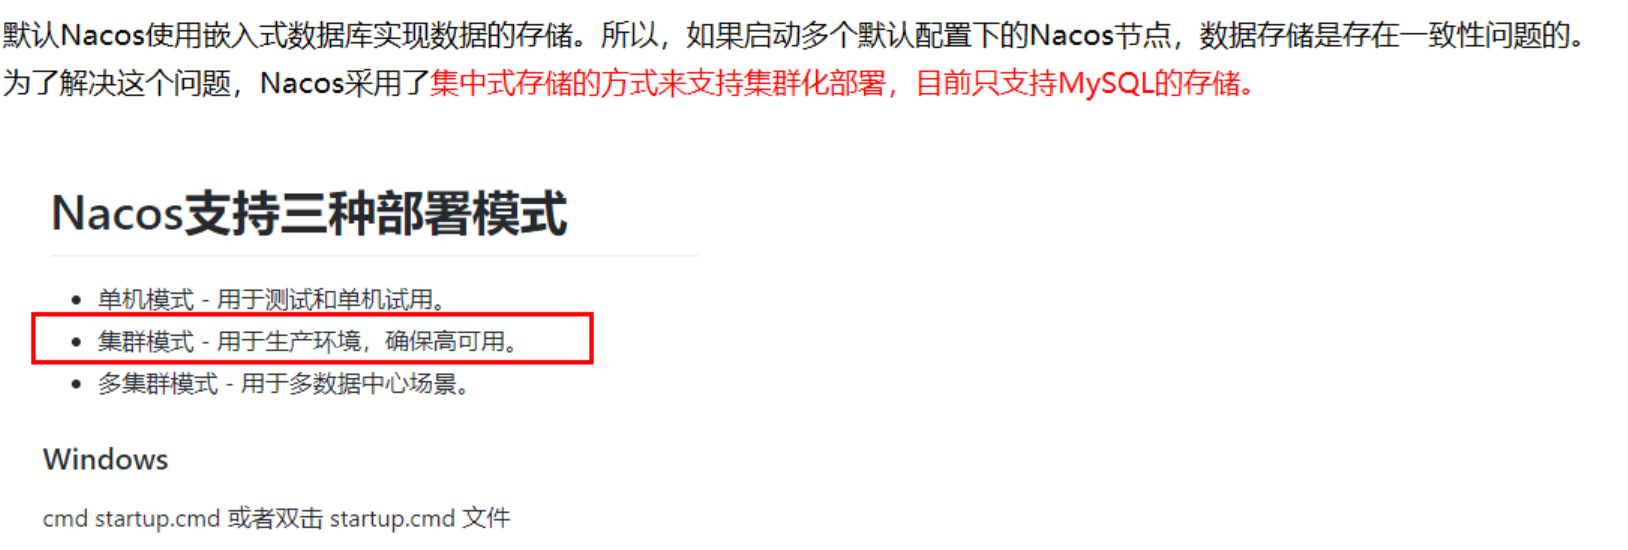 默认Nacos使用嵌入式数据库实现数据的存储。所以，如果启动多个默认配置下的Nacos节点，数据存储是存在一致性问题的。
为了解决这个问题，Nacos采用了集中式存储的方式来支持集群化部署，目前只支持MySQL的存储。
Nacos支持三种部署模式
• 单机模式 - 用于测试和单机试用。
• 集群模式 - 用于生产环境，确保高可用。
• 多集群模式 - 用于多数据中心场景。
Windows
cmd startup.cmd 或者双击 startup.cmd 文件